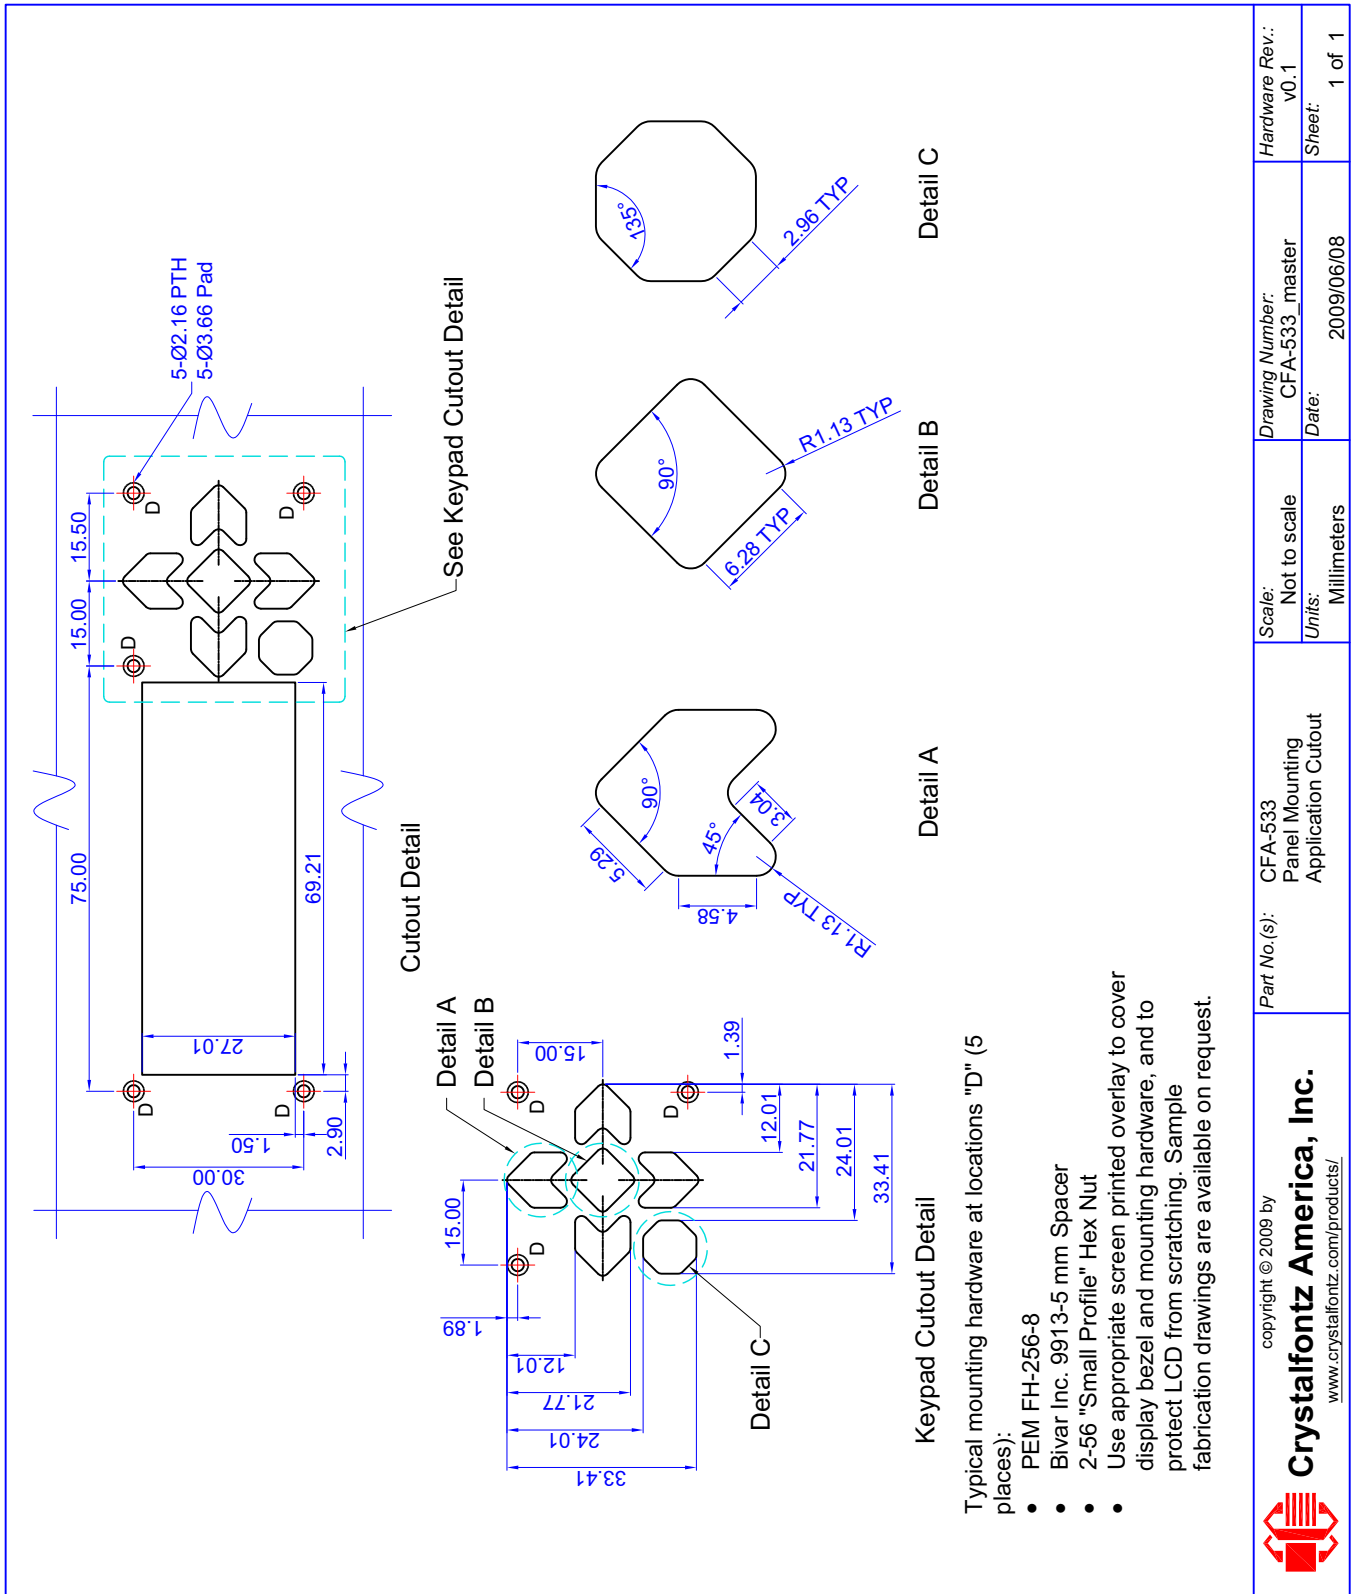 5-Ø2.16 PTH
5-Ø3.66 Pad
75.00
15.00
15.50
D
D
D
D
D
27.01
69.21
30.00
1.50
2.90
See Keypad Cutout Detail
Cutout Detail
Detail A
Detail B
15.00
15.00
D
D
D
1.39
1.89
12.01
21.77
24.01
33.41
12.01
21.77
24.01
33.41
Detail C
Keypad Cutout Detail
5.29
90°
45°
3.04
4.58
R1.13 TYP
Detail A
90°
6.28 TYP
R1.13 TYP
Detail B
135°
2.96 TYP
Detail C
Typical mounting hardware at locations "D" (5
places):
• PEM FH-256-8
• Bivar Inc. 9913-5 mm Spacer
• 2-56 "Small Profile" Hex Nut
• Use appropriate screen printed overlay to cover
display bezel and mounting hardware, and to
protect LCD from scratching. Sample
fabrication drawings are available on request.
copyright © 2009 by
Crystalfontz America, Inc.
www.crystalfontz.com/products/
Part No.(s):
CFA-533
Panel Mounting
Application Cutout
Scale:
Not to scale
Units:
Millimeters
Drawing Number:
CFA-533_master
Date:
2009/06/08
Hardware Rev.:
v0.1
Sheet:
1 of 1